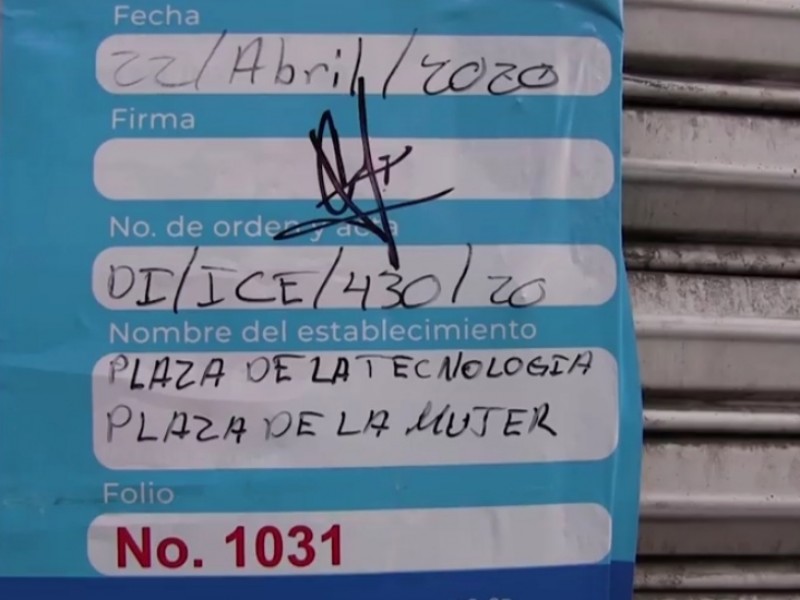 Fecha
22/Abril/2020
Firma
No. de orden y acta
DI/ICE/430/20
Nombre del establecimiento
PLAZA DE LA TECNOLOGIA
PLAZA DE LA MUJER
Folio
No. 1031